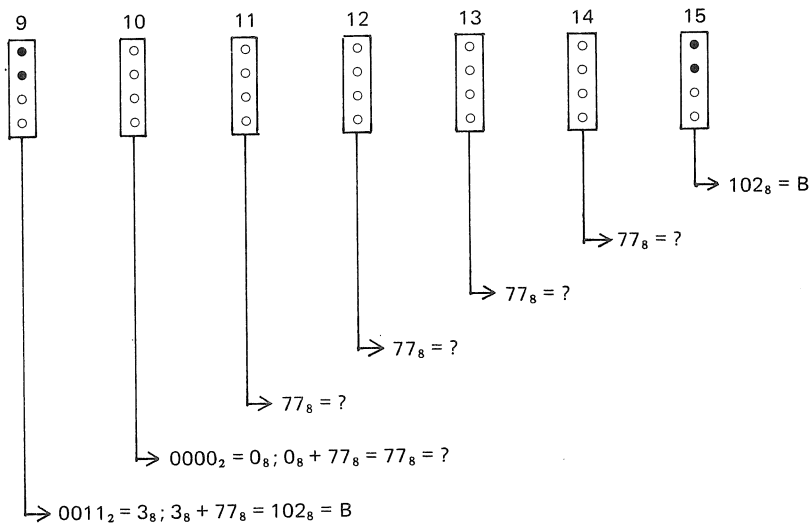 9 10 11 12 13 14 15
102₈ = B
77₈ = ?
77₈ = ?
77₈ = ?
77₈ = ?
0000₂ = 0₈; 0₈ + 77₈ = 77₈ = ?
0011₂ = 3₈; 3₈ + 77₈ = 102₈ = B